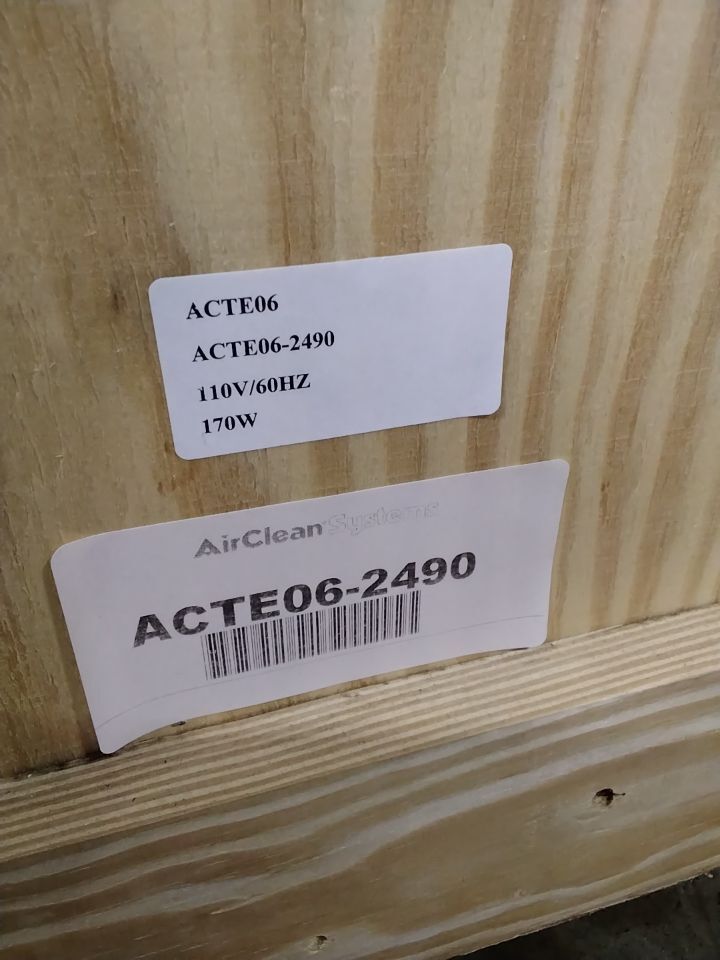 ACTE06
ACTE06-2490
110V/60HZ
170W
AirClean Systems
ACTE06-2490